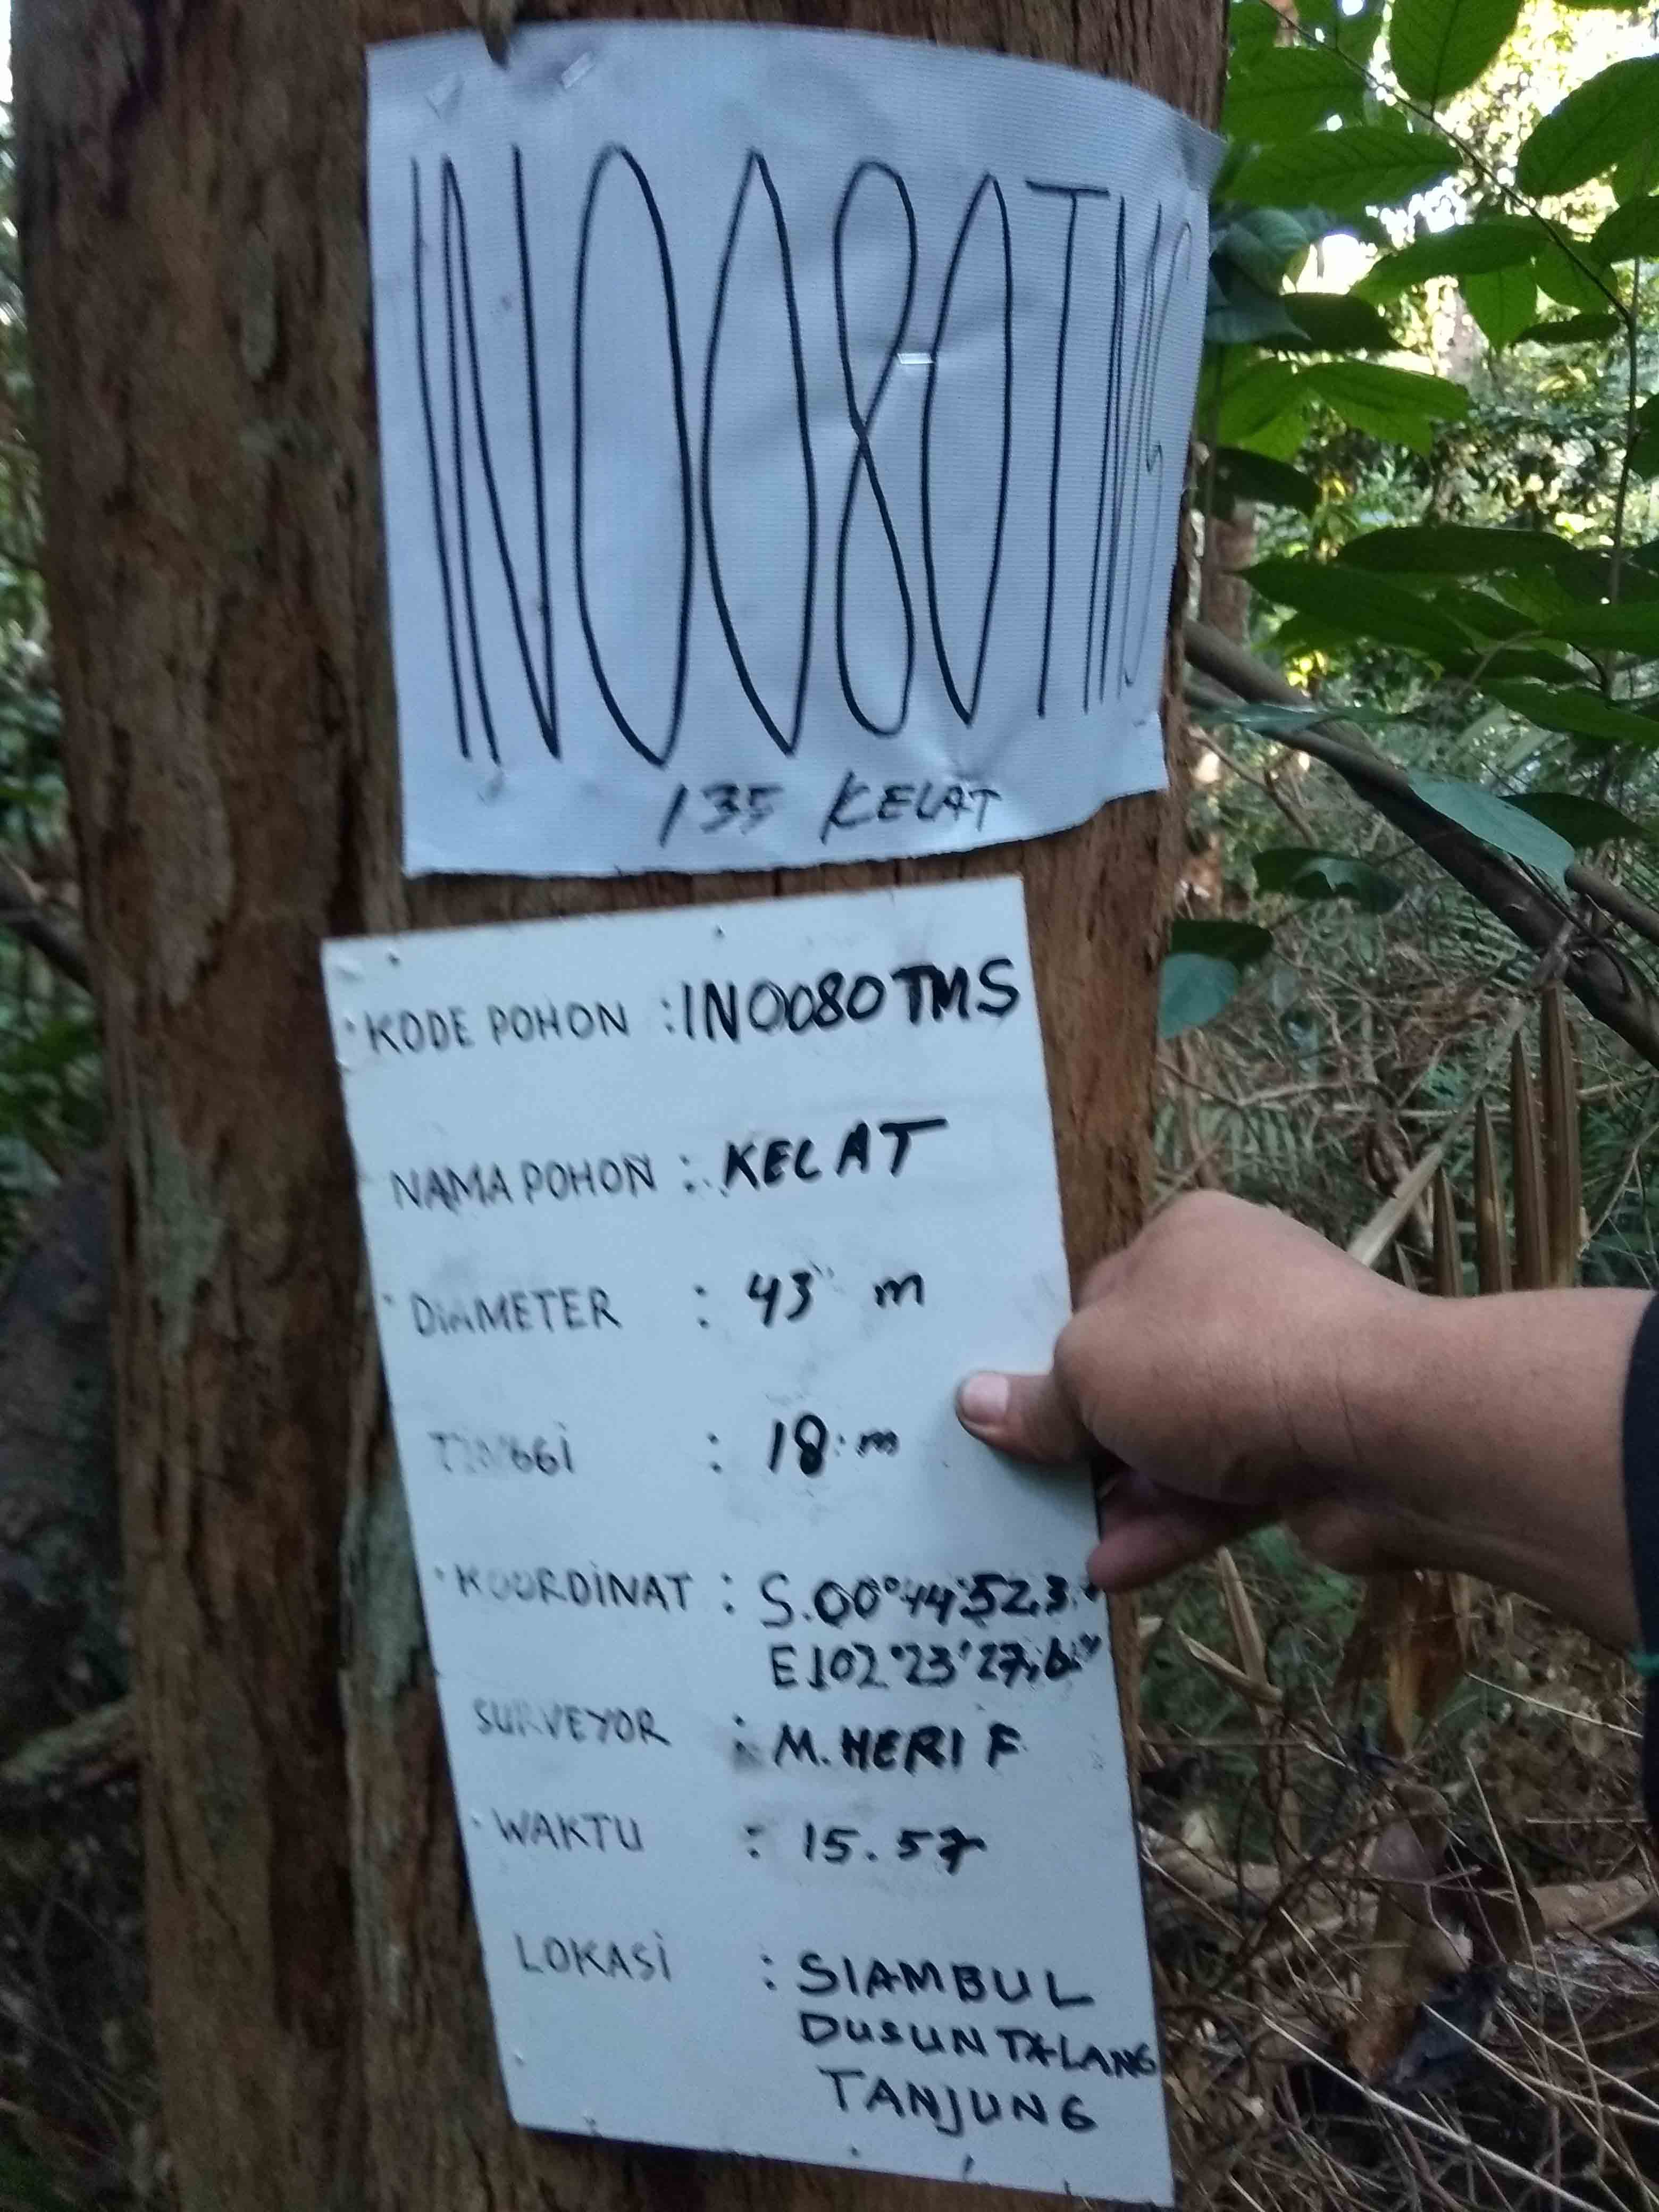 IN0080TMS
135 KELAT
KODE POHON : IN0080TMS
NAMA POHON : KELAT
DIAMETER : 43" m
TINGGI : 18 m
KOORDINAT : S.00°44'52,3
E102°23'27,6"
SURVEYOR : M. HERI F
WAKTU : 15.57
LOKASI : SIAMBUL
DUSUN TALANG
TANJUNG